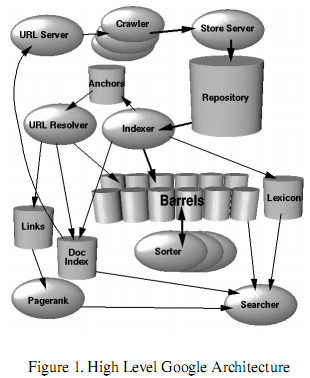 URL Server
Crawler
Store Server
Anchors
Repository
URL Resolver
Indexer
Barrels
Lexicon
Links
Doc
Index
Sorter
Pagerank
Searcher
Figure 1. High Level Google Architecture